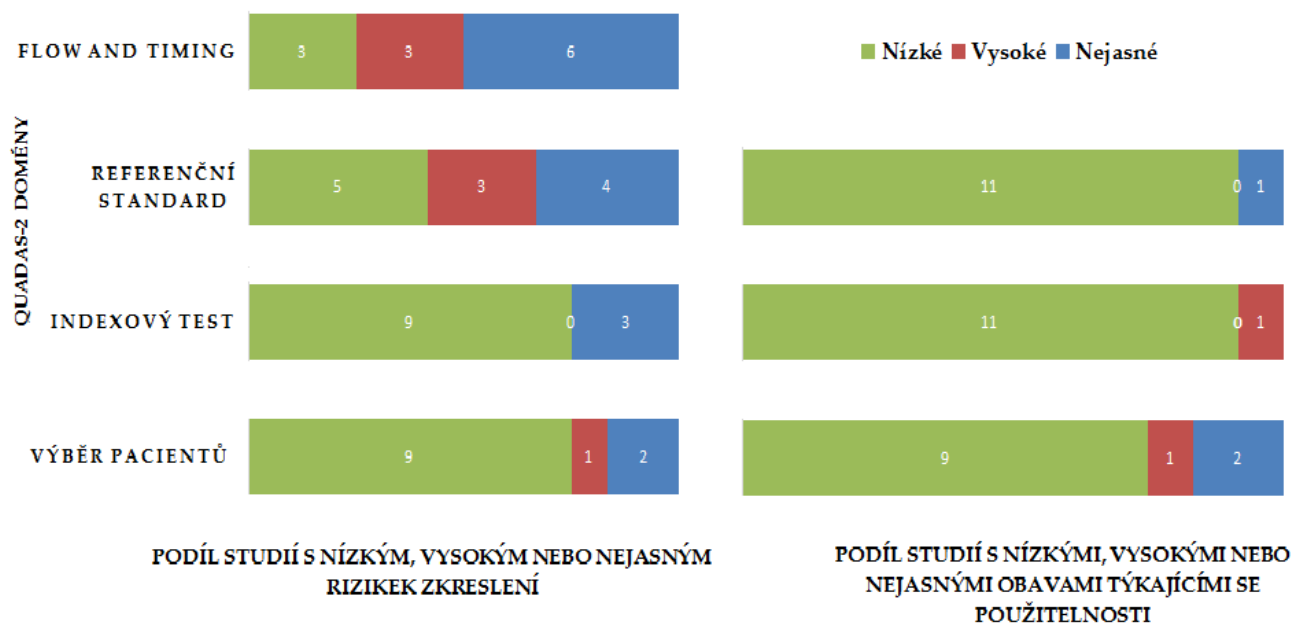 FLOW AND TIMING
3 3 6
Nízké Vysoké Nejasné
QUADAS-2 DOMÉNY
REFERENČNÍ
STANDARD
5 3 4
11 0 1
INDEXOVÝ TEST
9 0 3
11 0 1
VÝBĚR PACIENTŮ
9 1 2
9 1 2
PODÍL STUDIÍ S NÍZKÝM, VYSOKÝM NEBO NEJASNÝM
RIZIKEK ZKRESLENÍ
PODÍL STUDIÍ S NÍZKÝMI, VYSOKÝMI NEBO
NEJASNÝMI OBAVAMI TÝKAJÍCÍMI SE
POUŽITELNOSTI